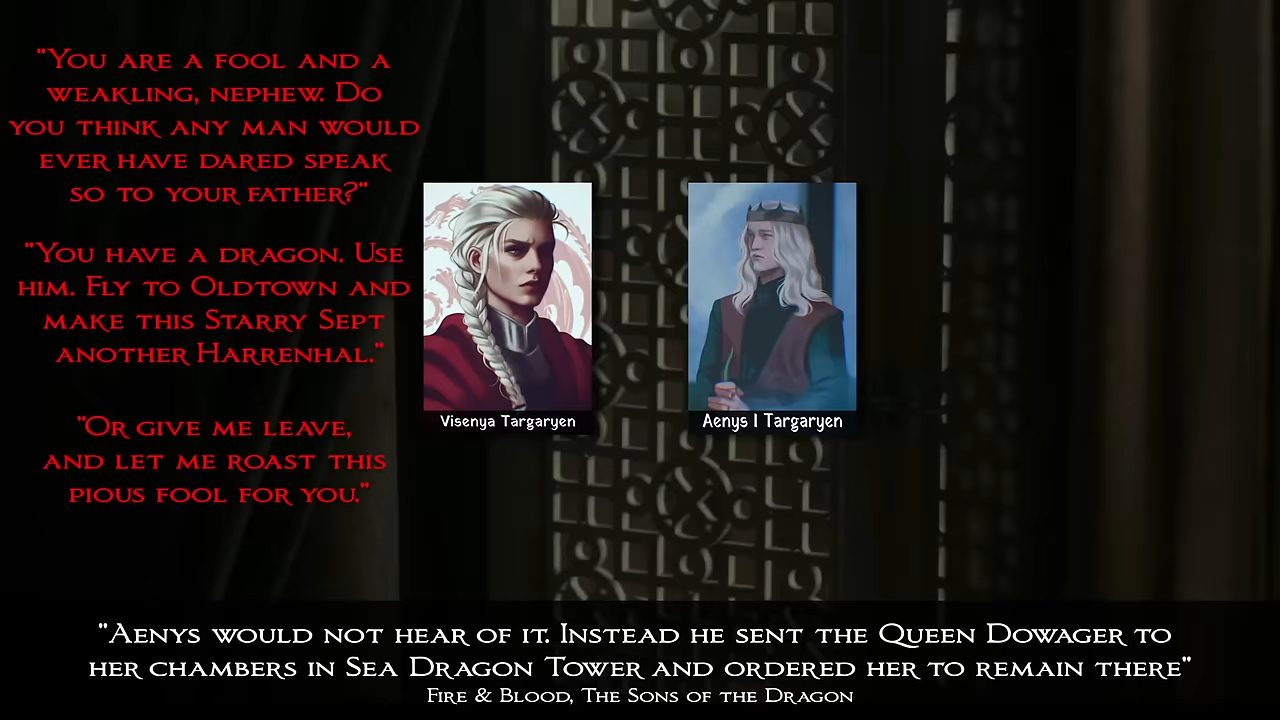 "You are a fool and a
weakling, nephew. Do
you think any man would
ever have dared speak
so to your father?"
"You have a dragon. Use
him. Fly to Oldtown and
make this Starry Sept
another Harrenhal."
"Or give me leave,
and let me roast this
pious fool for you."
Visenya Targaryen
Aenys I Targaryen
"Aenys would not hear of it. Instead he sent the Queen Dowager to
her chambers in Sea Dragon Tower and ordered her to remain there"
Fire & Blood, The Sons of the Dragon